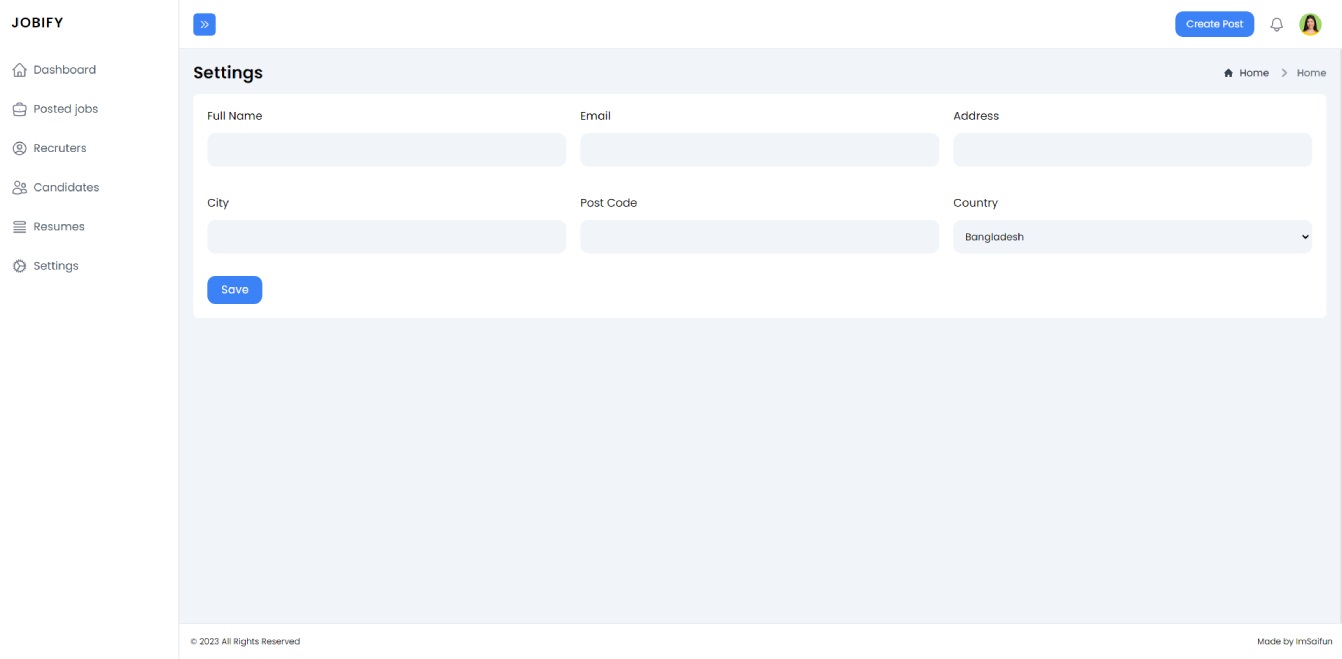 JOBIFY
Create Post
Dashboard
Posted jobs
Recruters
Candidates
Resumes
Settings
Settings
Home
Home
Full Name
Email
Address
City
Post Code
Country
Bangladesh
Save
© 2023 All Rights Reserved
Made by ImSaifun